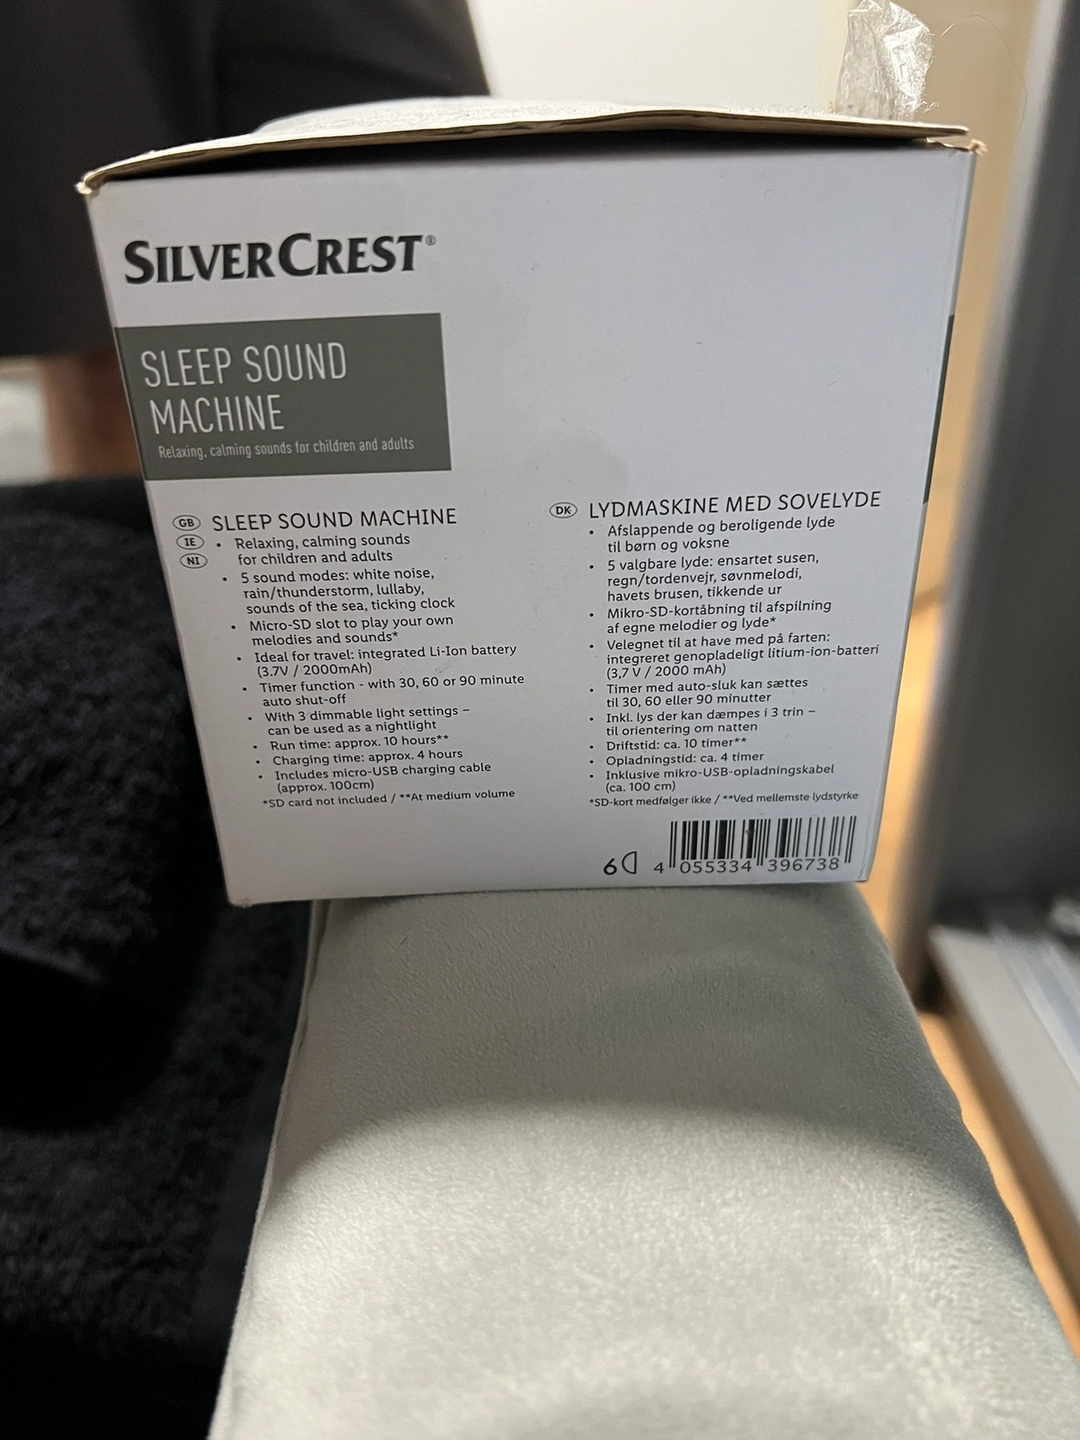 SILVERCREST®
SLEEP SOUND
MACHINE
Relaxing, calming sounds for children and adults
GB SLEEP SOUND MACHINE
IE
NI
• Relaxing, calming sounds
for children and adults
• 5 sound modes: white noise,
rain/thunderstorm, lullaby,
sounds of the sea, ticking clock
• Micro-SD slot to play your own
melodies and sounds*
• Ideal for travel: integrated Li-Ion battery
(3.7V / 2000mAh)
• Timer function - with 30, 60 or 90 minute
auto shut-off
• With 3 dimmable light settings –
can be used as a nightlight
• Run time: approx. 10 hours**
• Charging time: approx. 4 hours
• Includes micro-USB charging cable
(approx. 100cm)
*SD card not included / **At medium volume
DK LYDMASKINE MED SOVELYDE
• Afslappende og beroligende lyde
til børn og voksne
• 5 valgbare lyde: ensartet susen,
regn/tordenvejr, søvnmelodi,
havets brusen, tikkende ur
• Mikro-SD-kortåbning til afspilning
af egne melodier og lyde*
• Velegnet til at have med på farten:
integreret genopladeligt litium-ion-batteri
(3,7 V / 2000 mAh)
• Timer med auto-sluk kan sættes
til 30, 60 eller 90 minutter
• Inkl. lys der kan dæmpes i 3 trin –
til orientering om natten
• Driftstid: ca. 10 timer**
• Opladningstid: ca. 4 timer
• Inklusive mikro-USB-opladningskabel
(ca. 100 cm)
*SD-kort medfølger ikke / **Ved mellemste lydstyrke
6 4 055334 396738